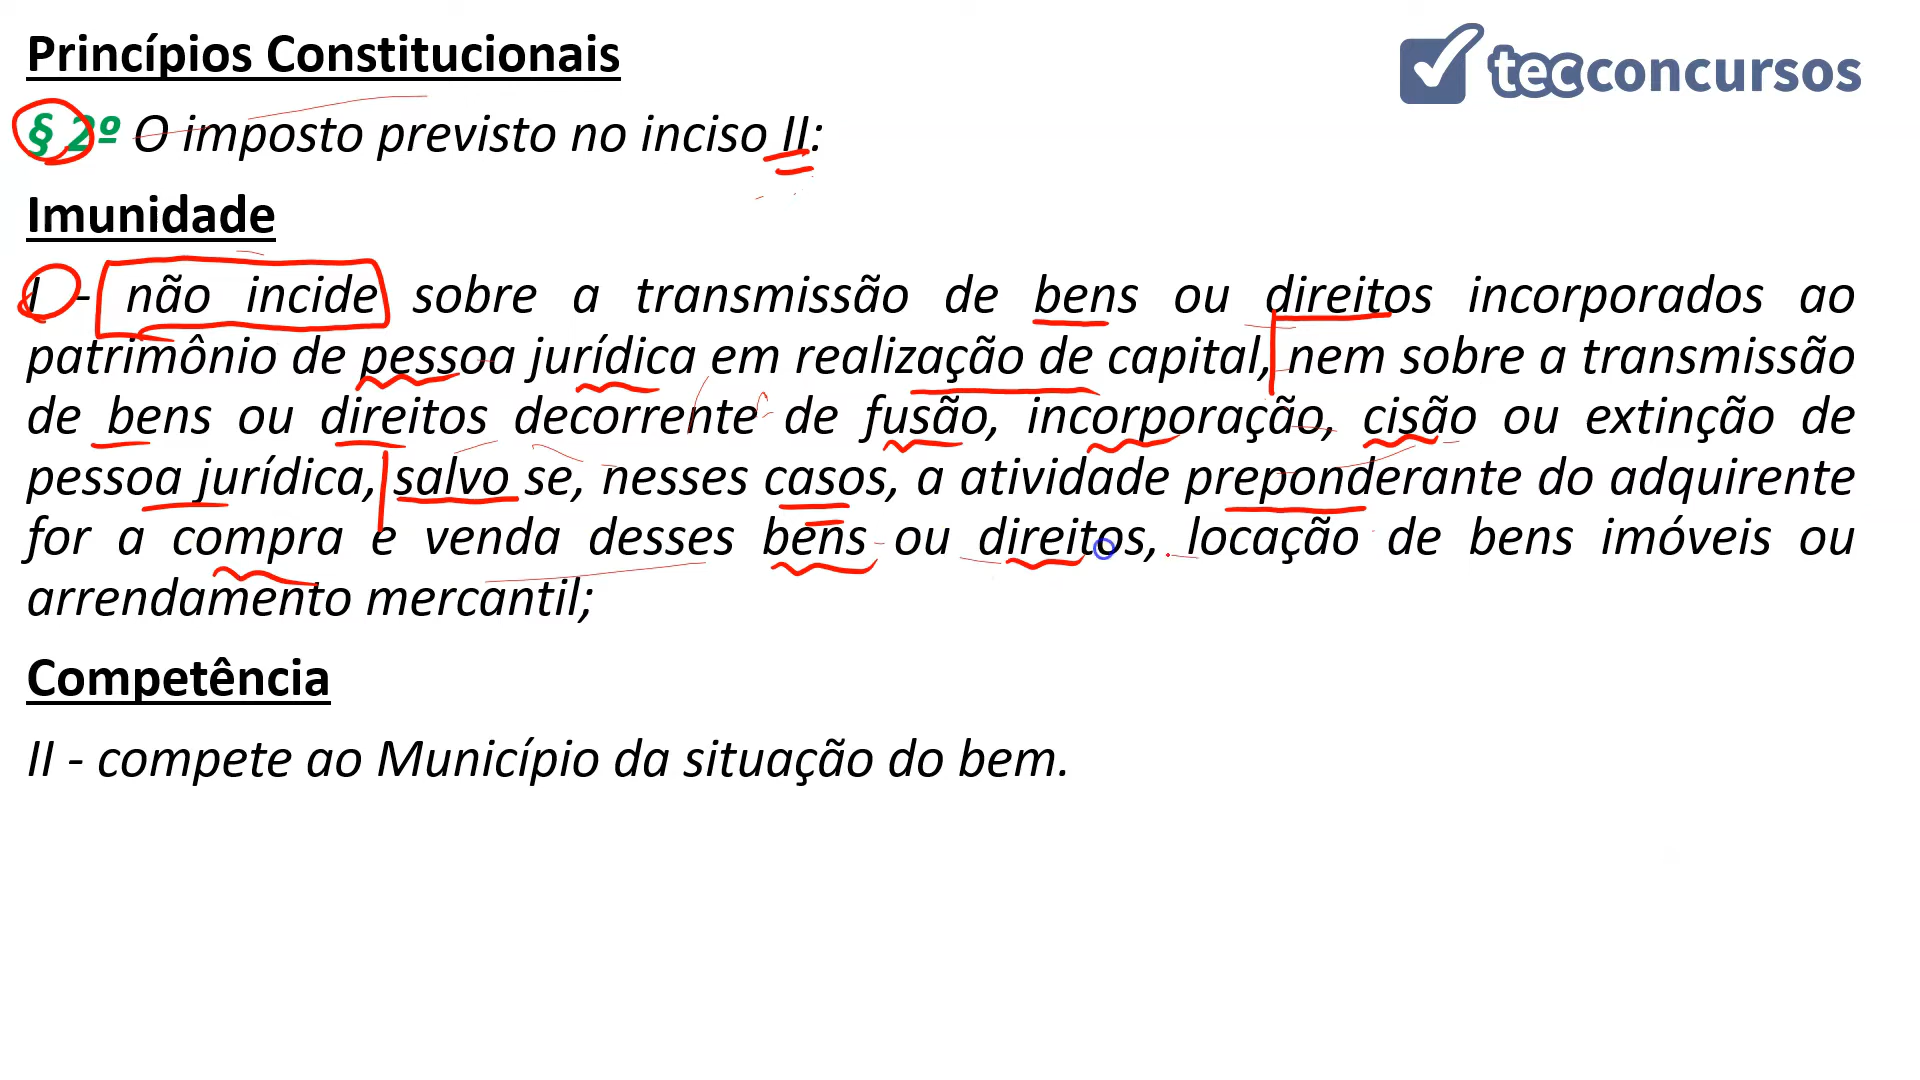 Princípios Constitucionais
tecconcursos
§ 2º O imposto previsto no inciso II:
Imunidade
I - não incide sobre a transmissão de bens ou direitos incorporados ao
patrimônio de pessoa jurídica em realização de capital, nem sobre a transmissão
de bens ou direitos decorrente de fusão, incorporação, cisão ou extinção de
pessoa jurídica, salvo se, nesses casos, a atividade preponderante do adquirente
for a compra e venda desses bens ou direitos, locação de bens imóveis ou
arrendamento mercantil;
Competência
II - compete ao Município da situação do bem.